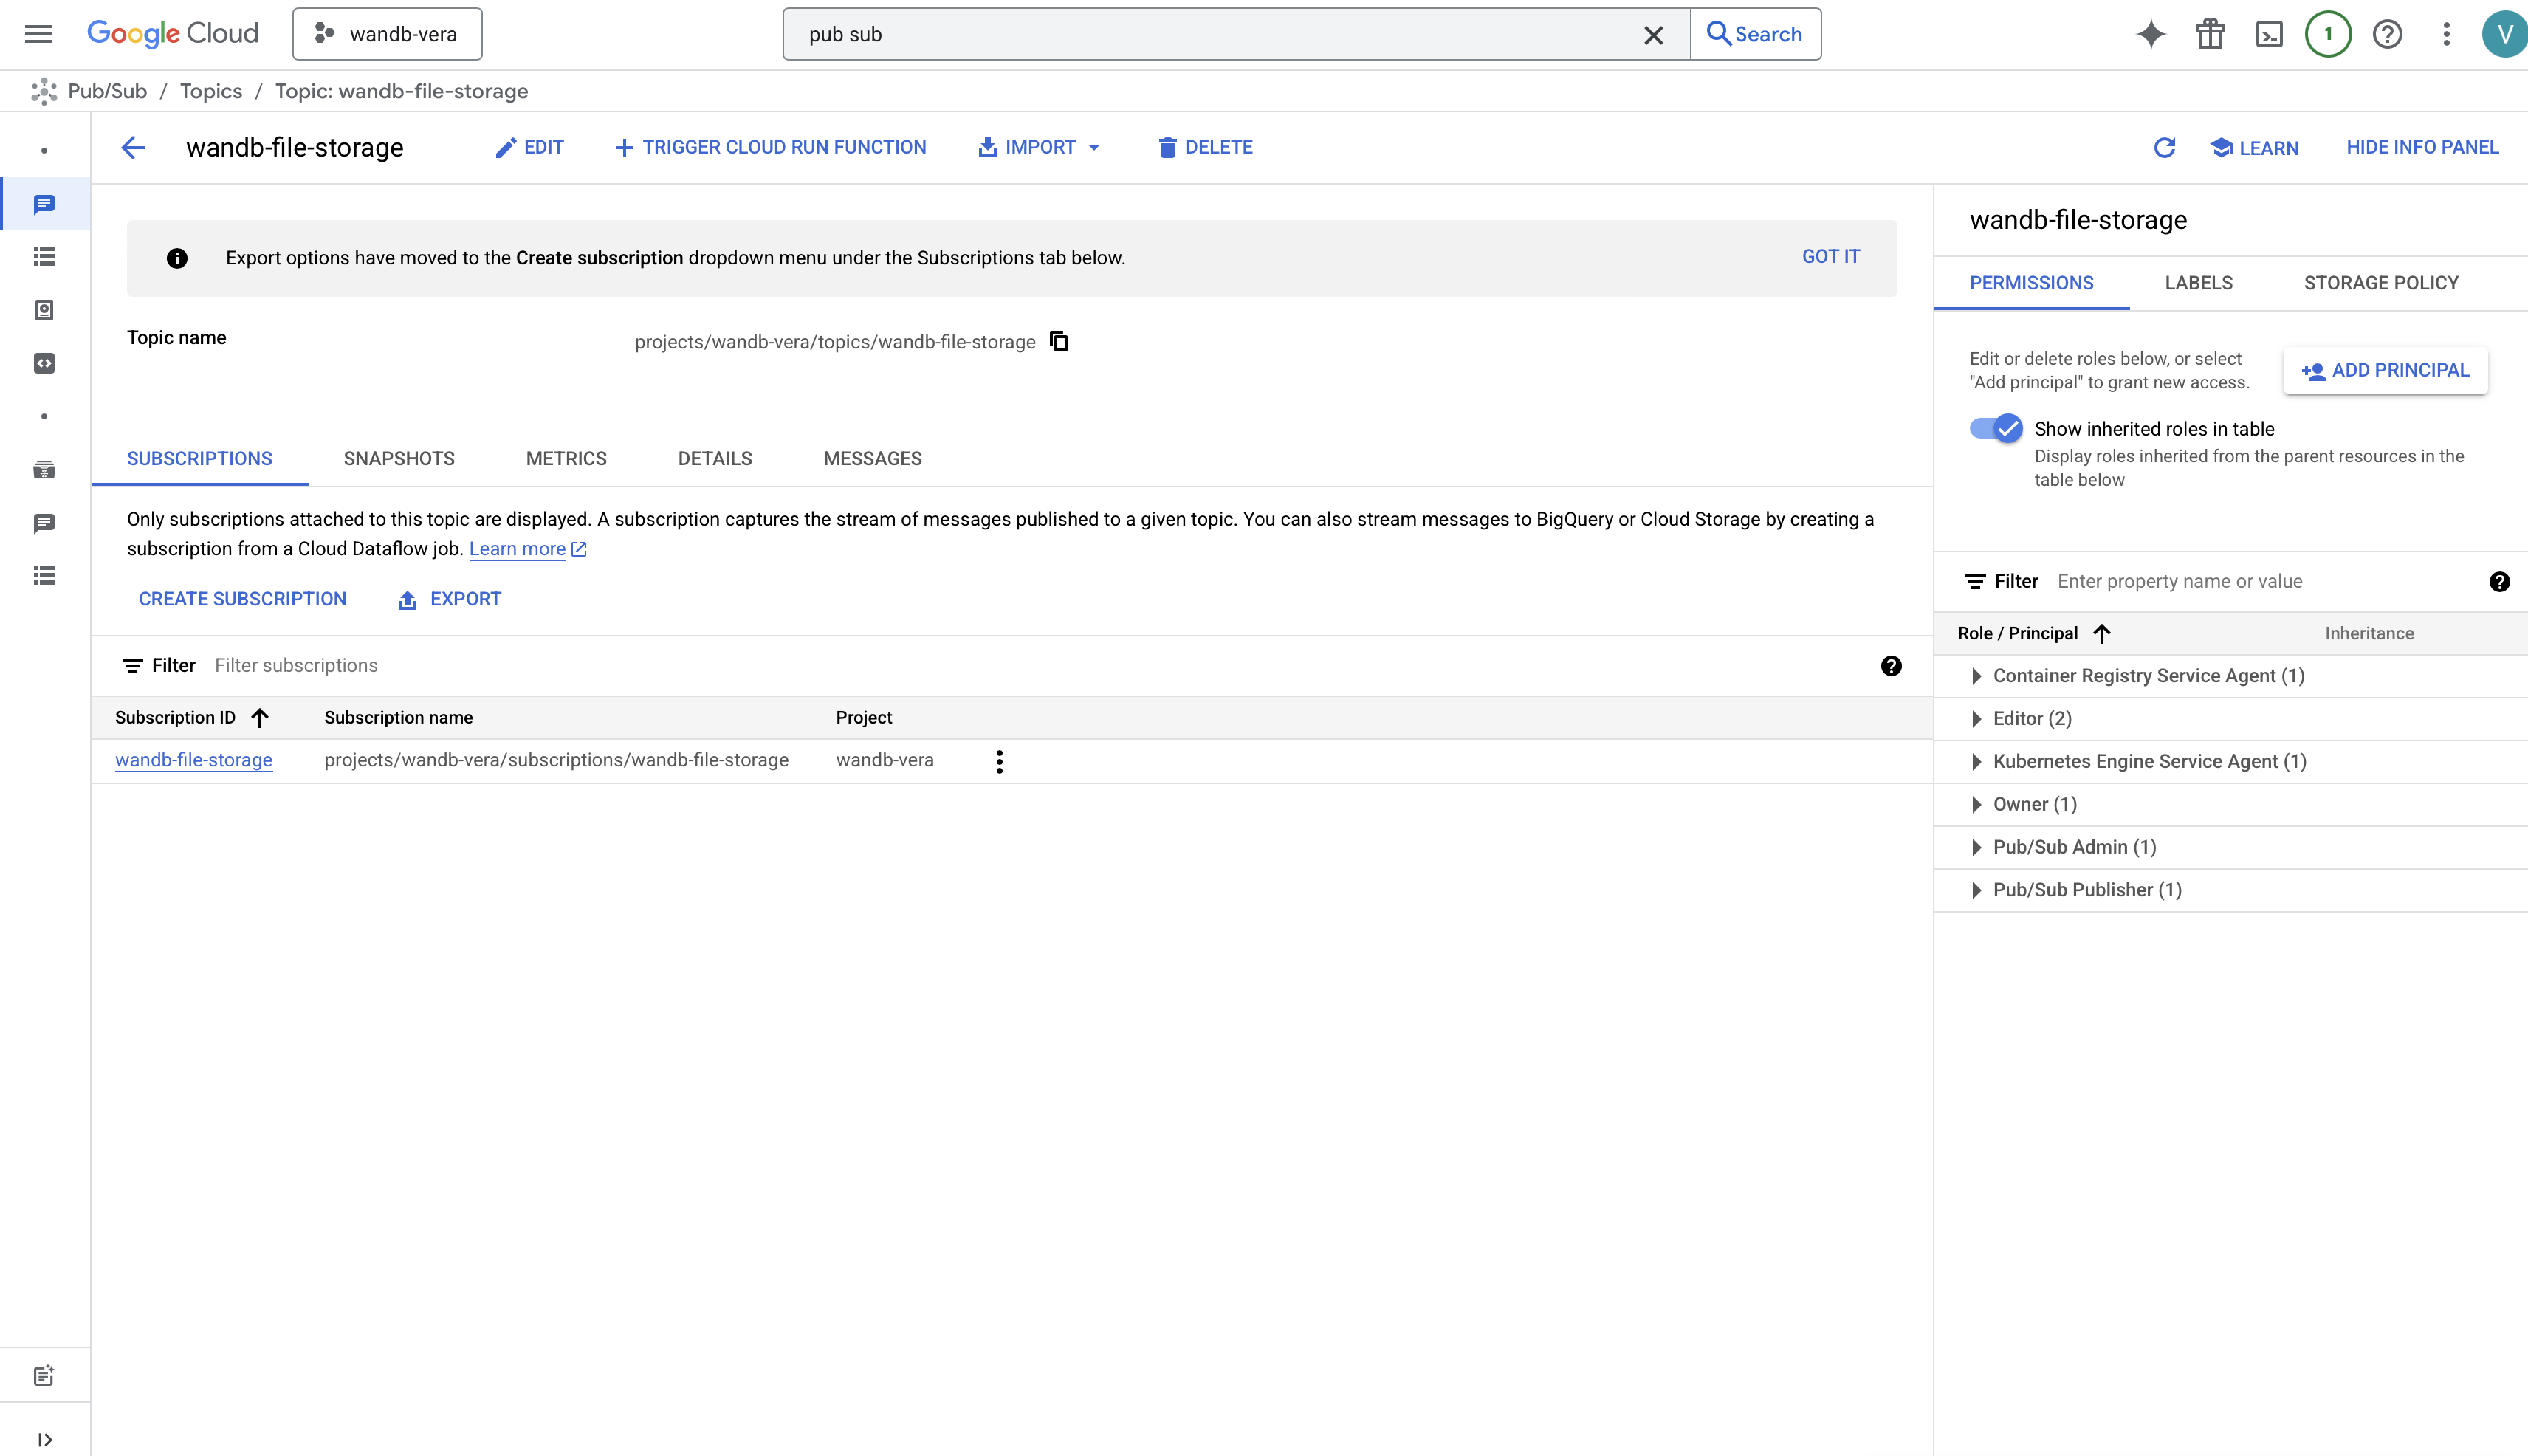 Google Cloud
wandb-vera
pub sub
Search
1
V
Pub/Sub / Topics / Topic: wandb-file-storage
wandb-file-storage
EDIT
TRIGGER CLOUD RUN FUNCTION
IMPORT
DELETE
LEARN
HIDE INFO PANEL
Export options have moved to the Create subscription dropdown menu under the Subscriptions tab below.
GOT IT
Topic name
projects/wandb-vera/topics/wandb-file-storage
SUBSCRIPTIONS
SNAPSHOTS
METRICS
DETAILS
MESSAGES
Only subscriptions attached to this topic are displayed. A subscription captures the stream of messages published to a given topic. You can also stream messages to BigQuery or Cloud Storage by creating a
subscription from a Cloud Dataflow job. Learn more
CREATE SUBSCRIPTION
EXPORT
Filter Filter subscriptions
Subscription ID
Subscription name
Project
wandb-file-storage
projects/wandb-vera/subscriptions/wandb-file-storage
wandb-vera
wandb-file-storage
PERMISSIONS
LABELS
STORAGE POLICY
Edit or delete roles below, or select
"Add principal" to grant new access.
ADD PRINCIPAL
Show inherited roles in table
Display roles inherited from the parent resources in the
table below
Filter Enter property name or value
Role / Principal
Inheritance
Container Registry Service Agent (1)
Editor (2)
Kubernetes Engine Service Agent (1)
Owner (1)
Pub/Sub Admin (1)
Pub/Sub Publisher (1)